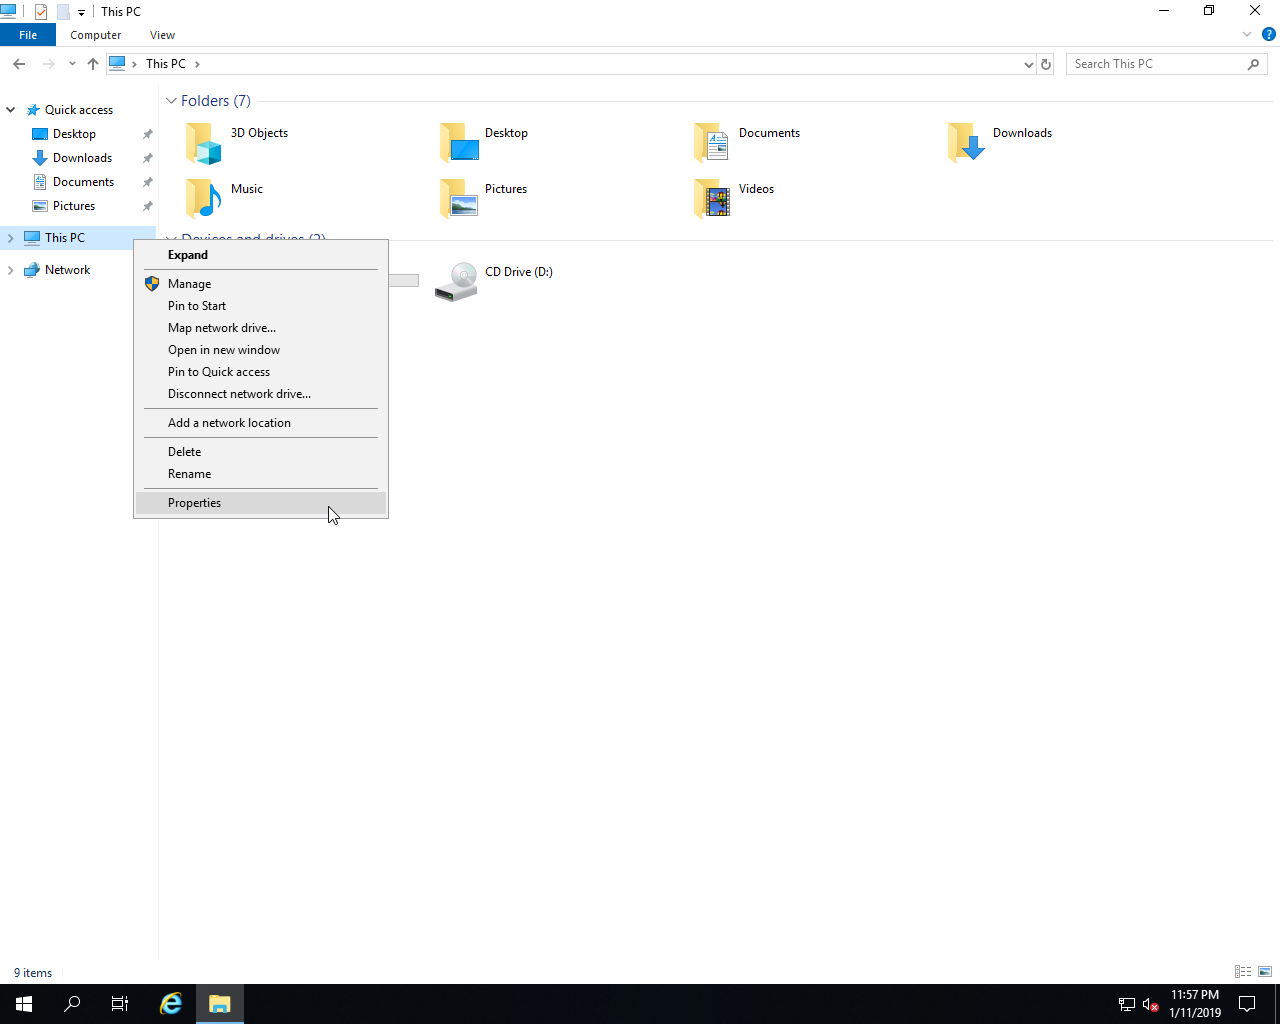 This PC
File
Computer
View
This PC
Search This PC
Quick access
Desktop
Downloads
Documents
Pictures
This PC
Network
Folders (7)
3D Objects
Desktop
Documents
Downloads
Music
Pictures
Videos
Devices and drives (2)
CD Drive (D:)
Expand
Manage
Pin to Start
Map network drive...
Open in new window
Pin to Quick access
Disconnect network drive...
Add a network location
Delete
Rename
Properties
9 items
11:57 PM
1/11/2019